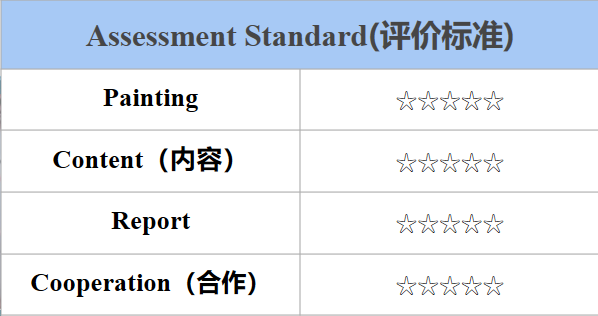 Assessment Standard(评价标准)
Painting ☆☆☆☆☆
Content（内容） ☆☆☆☆☆
Report ☆☆☆☆☆
Cooperation（合作） ☆☆☆☆☆